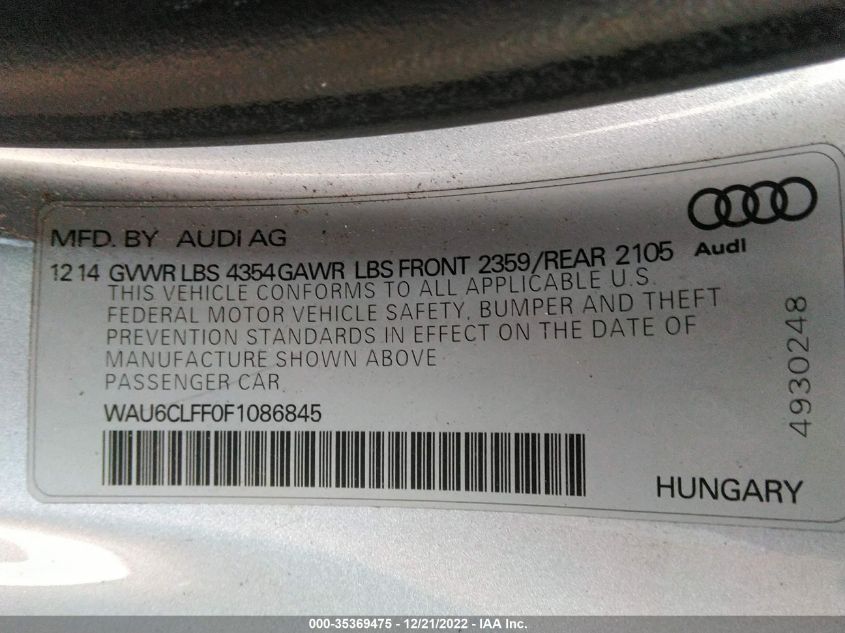 MFD. BY AUDI AG
Audi
12 14 GVWR LBS 4354 GAWR LBS FRONT 2359/REAR 2105
THIS VEHICLE CONFORMS TO ALL APPLICABLE U.S.
FEDERAL MOTOR VEHICLE SAFETY, BUMPER AND THEFT
PREVENTION STANDARDS IN EFFECT ON THE DATE OF
MANUFACTURE SHOWN ABOVE
PASSENGER CAR
WAU6CLFF0F1086845
HUNGARY
4930248
000-35369475 - 12/21/2022 - IAA Inc.